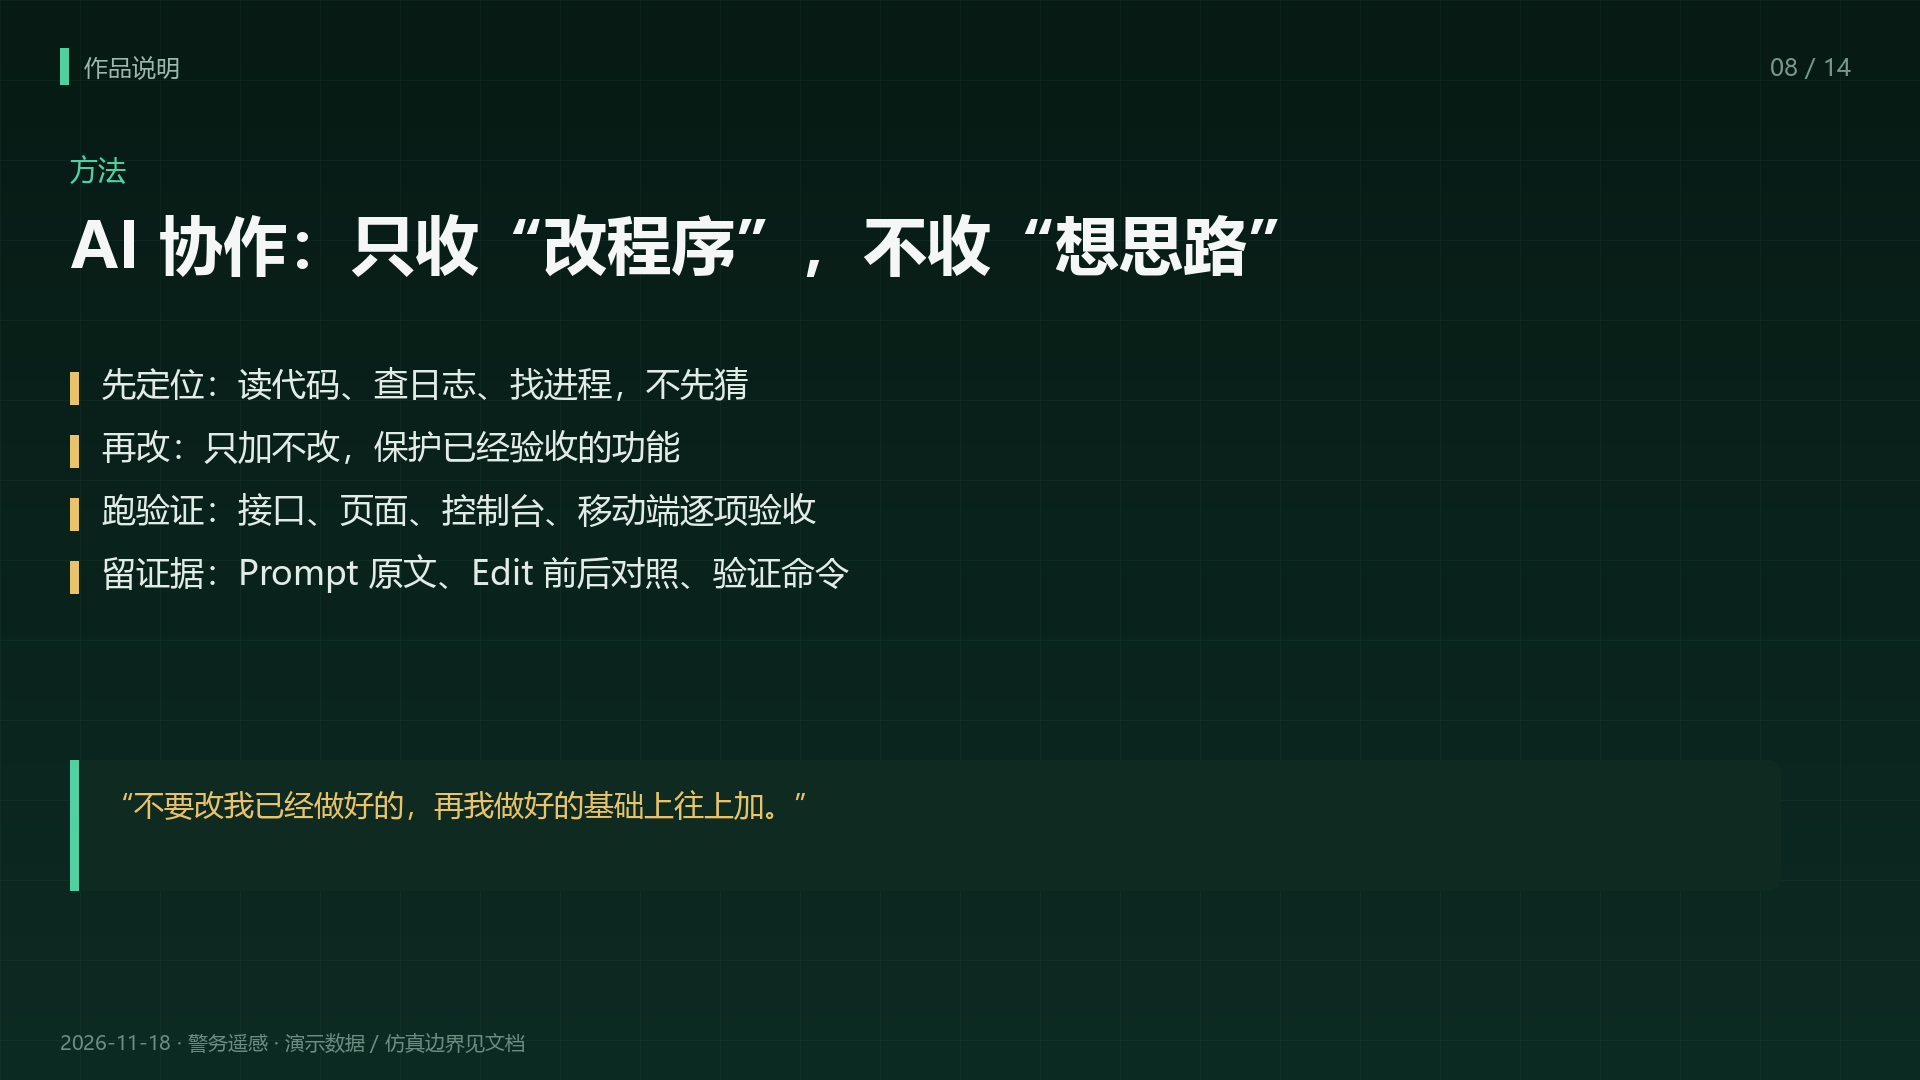 作品说明
08 / 14
方法
AI 协作：只收“改程序”，不收“想思路”
先定位：读代码、查日志、找进程，不先猜
再改：只加不改，保护已经验收的功能
跑验证：接口、页面、控制台、移动端逐项验收
留证据：Prompt 原文、Edit 前后对照、验证命令
“不要改我已经做好的，再我做好的基础上往上加。”
2026-11-18 · 警务遥感 · 演示数据 / 仿真边界见文档